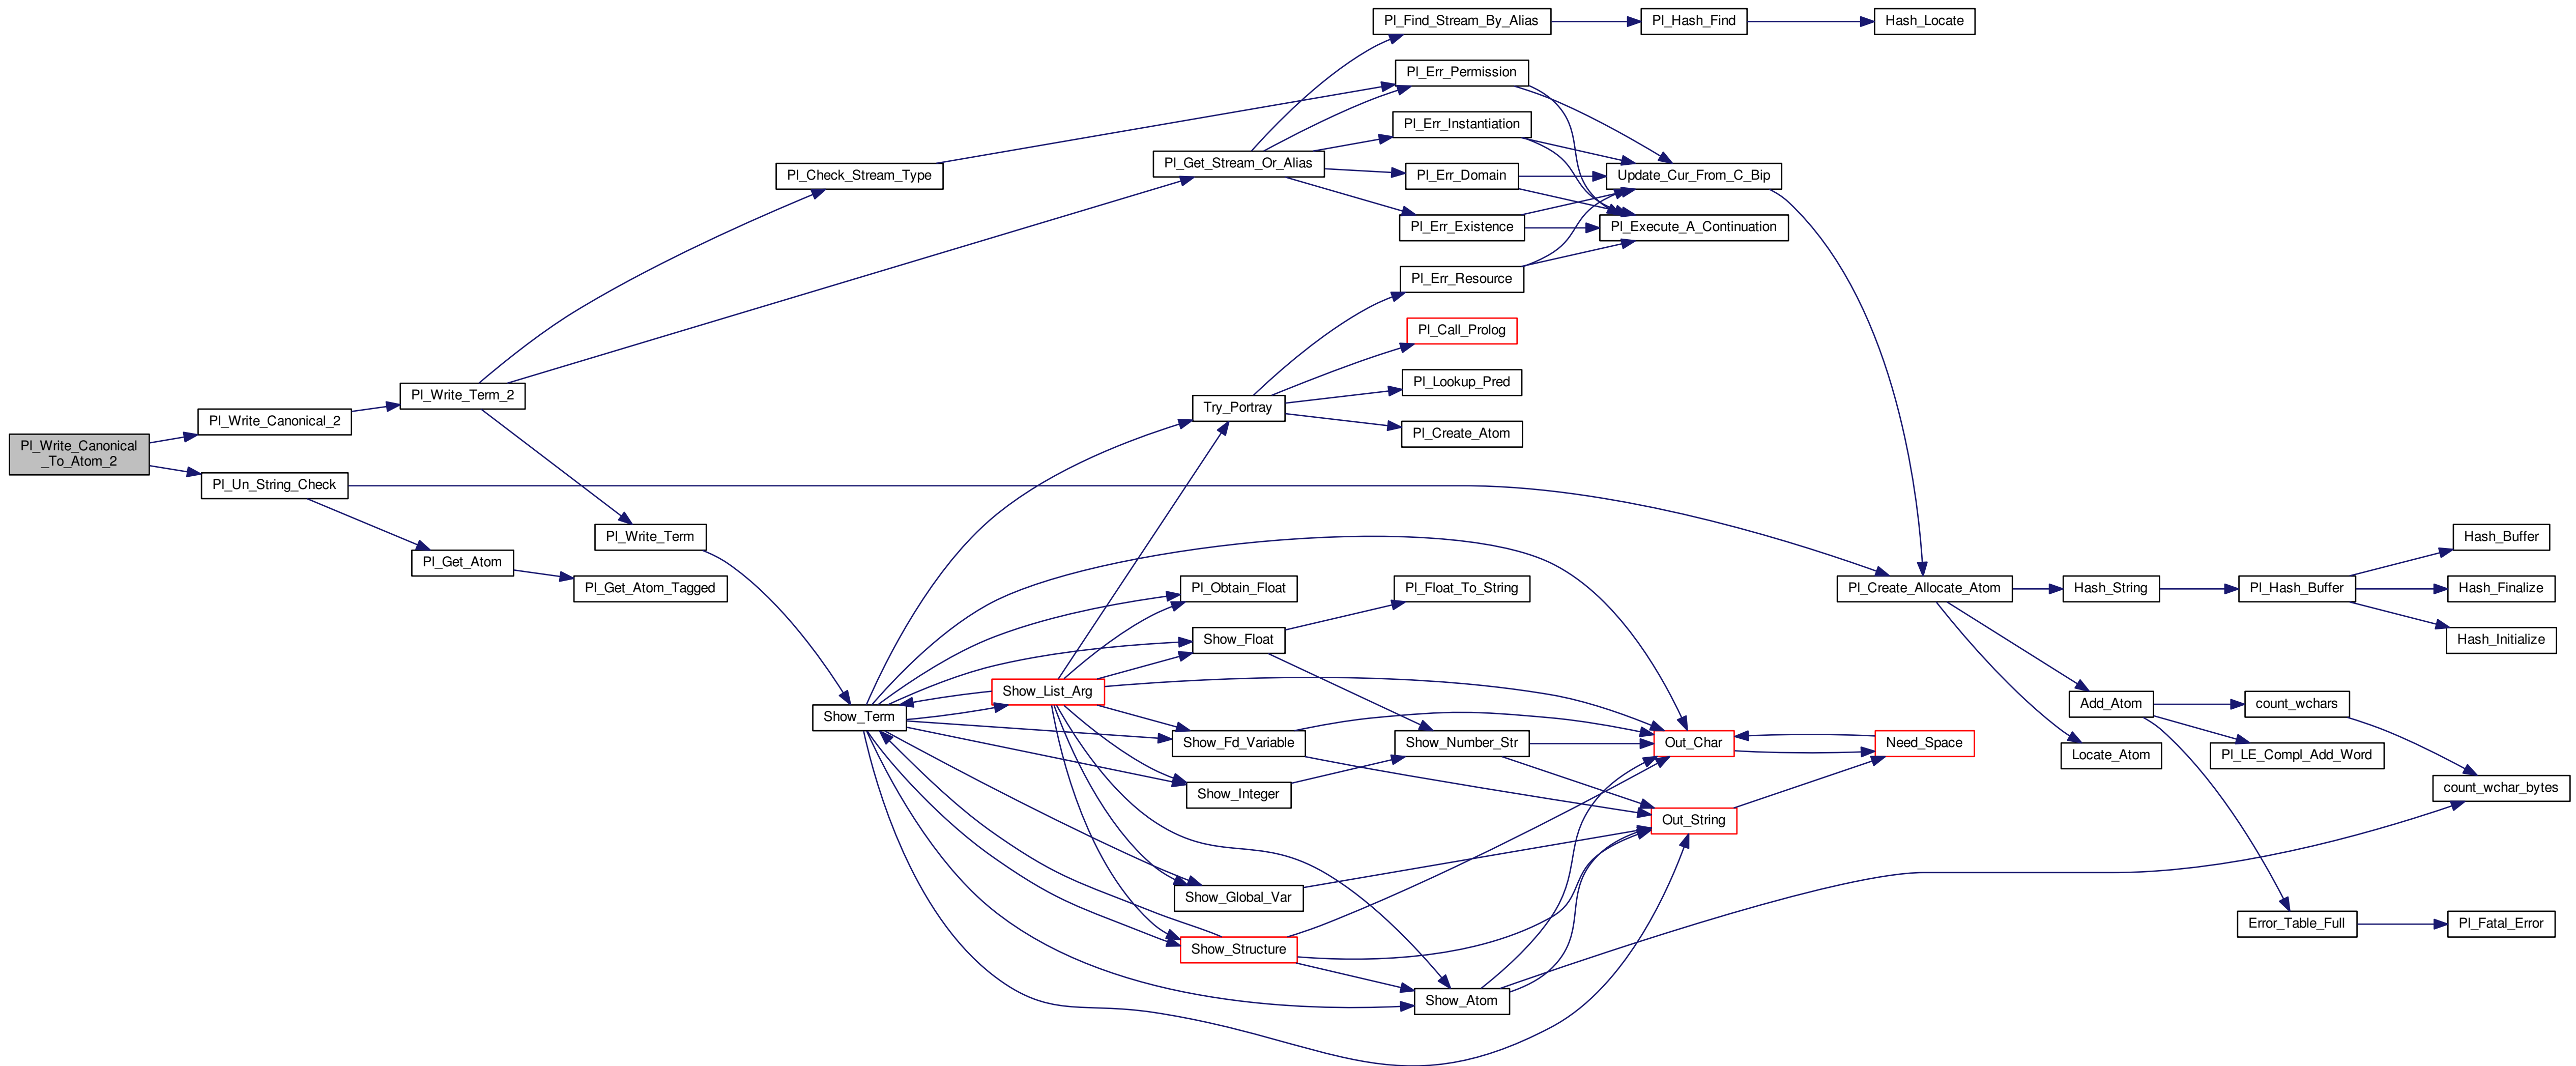 Pl_Find_Stream_By_Alias
Pl_Hash_Find
Hash_Locate
Pl_Err_Permission
Pl_Err_Instantiation
Pl_Check_Stream_Type
Pl_Get_Stream_Or_Alias
Pl_Err_Domain
Update_Cur_From_C_Bip
Pl_Err_Existence
Pl_Execute_A_Continuation
Pl_Err_Resource
Pl_Call_Prolog
Pl_Lookup_Pred
Pl_Write_Term_2
Try_Portray
Pl_Write_Canonical_2
Pl_Create_Atom
Pl_Write_Canonical
_To_Atom_2
Pl_Un_String_Check
Pl_Write_Term
Hash_Buffer
Pl_Get_Atom
Pl_Get_Atom_Tagged
Pl_Obtain_Float
Pl_Float_To_String
Pl_Create_Allocate_Atom
Hash_String
Pl_Hash_Buffer
Hash_Finalize
Show_Float
Hash_Initialize
Show_List_Arg
Add_Atom
count_wchars
Show_Term
Show_Fd_Variable
Show_Number_Str
Out_Char
Need_Space
Locate_Atom
Pl_LE_Compl_Add_Word
Show_Integer
count_wchar_bytes
Out_String
Show_Global_Var
Error_Table_Full
Pl_Fatal_Error
Show_Structure
Show_Atom